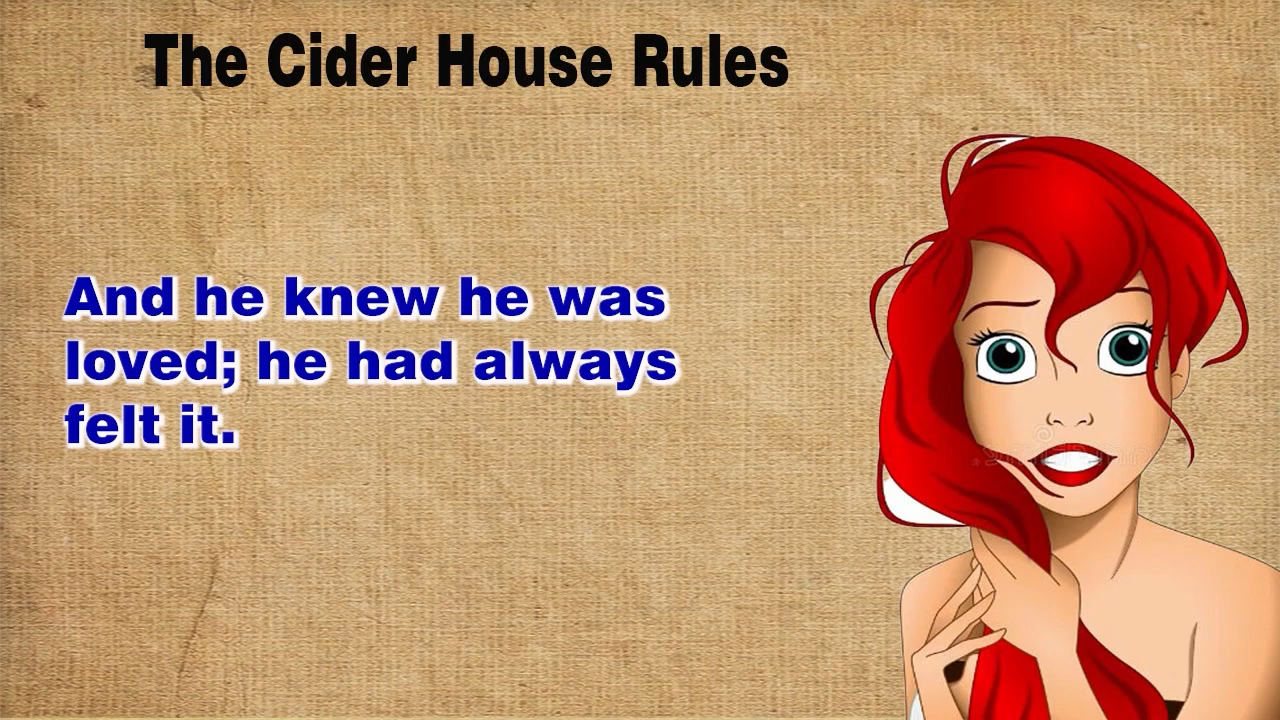 The Cider House Rules
And he knew he was
loved; he had always
felt it.